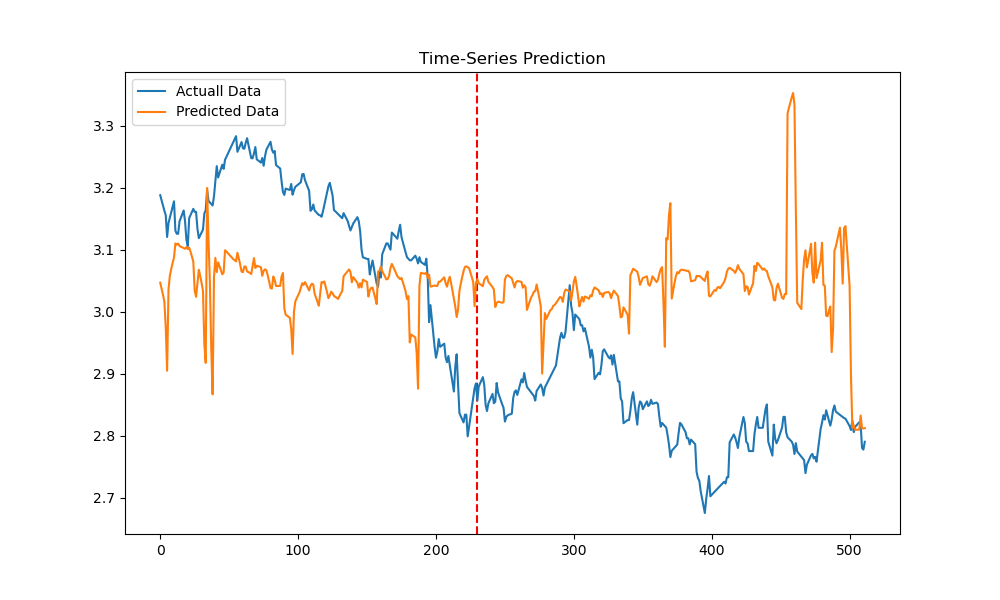 Time-Series Prediction
Actuall Data
Predicted Data
3.3
3.2
3.1
3.0
2.9
2.8
2.7
0 100 200 300 400 500